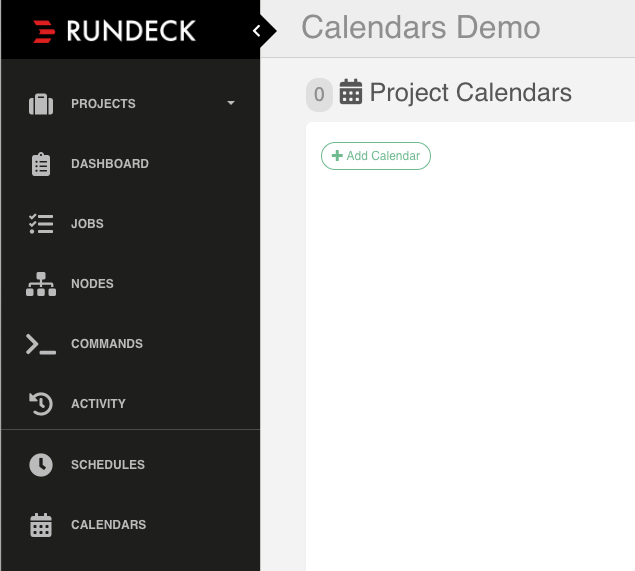 RUNDECK
PROJECTS
DASHBOARD
JOBS
NODES
COMMANDS
ACTIVITY
SCHEDULES
CALENDARS
Calendars Demo
0 Project Calendars
Add Calendar